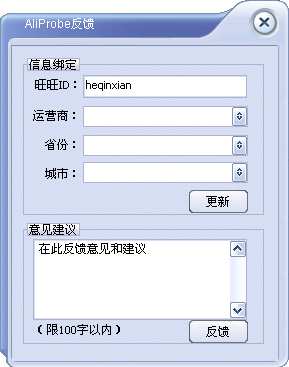 AliProbe反馈
信息绑定
旺旺ID：heqinxian
运营商：
省份：
城市：
更新
意见建议
在此反馈意见和建议
（限100字以内）
反馈